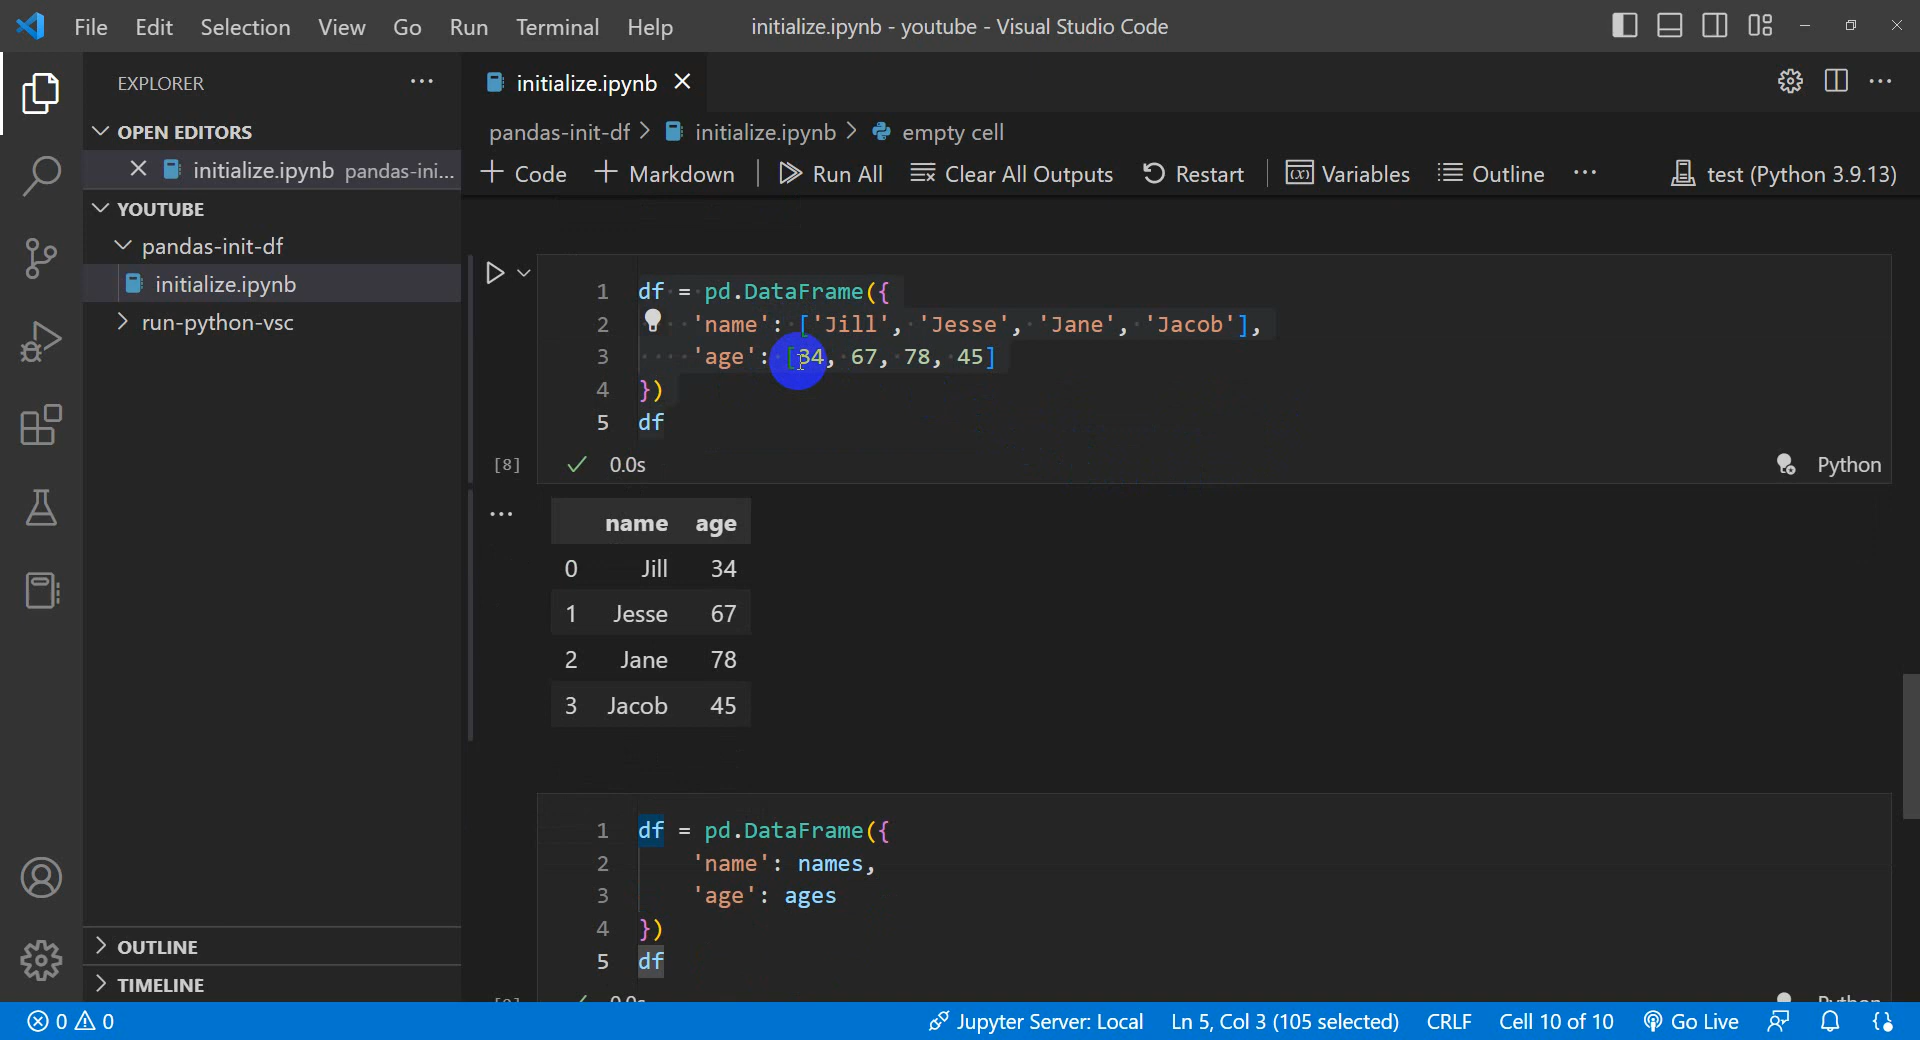 File Edit Selection View Go Run Terminal Help initialize.ipynb - youtube - Visual Studio Code
EXPLORER
OPEN EDITORS
initialize.ipynb pandas-ini...
YOUTUBE
pandas-init-df
initialize.ipynb
run-python-vsc
OUTLINE
TIMELINE
initialize.ipynb
pandas-init-df > initialize.ipynb > empty cell
Code Markdown Run All Clear All Outputs Restart Variables Outline ... test (Python 3.9.13)
1 df = pd.DataFrame({
2 'name': ['Jill', 'Jesse', 'Jane', 'Jacob'],
3 'age': [34, 67, 78, 45]
4 })
5 df
[8] 0.0s Python
name age
0 Jill 34
1 Jesse 67
2 Jane 78
3 Jacob 45
1 df = pd.DataFrame({
2 'name': names,
3 'age': ages
4 })
5 df
0 0 Jupyter Server: Local Ln 5, Col 3 (105 selected) CRLF Cell 10 of 10 Go Live